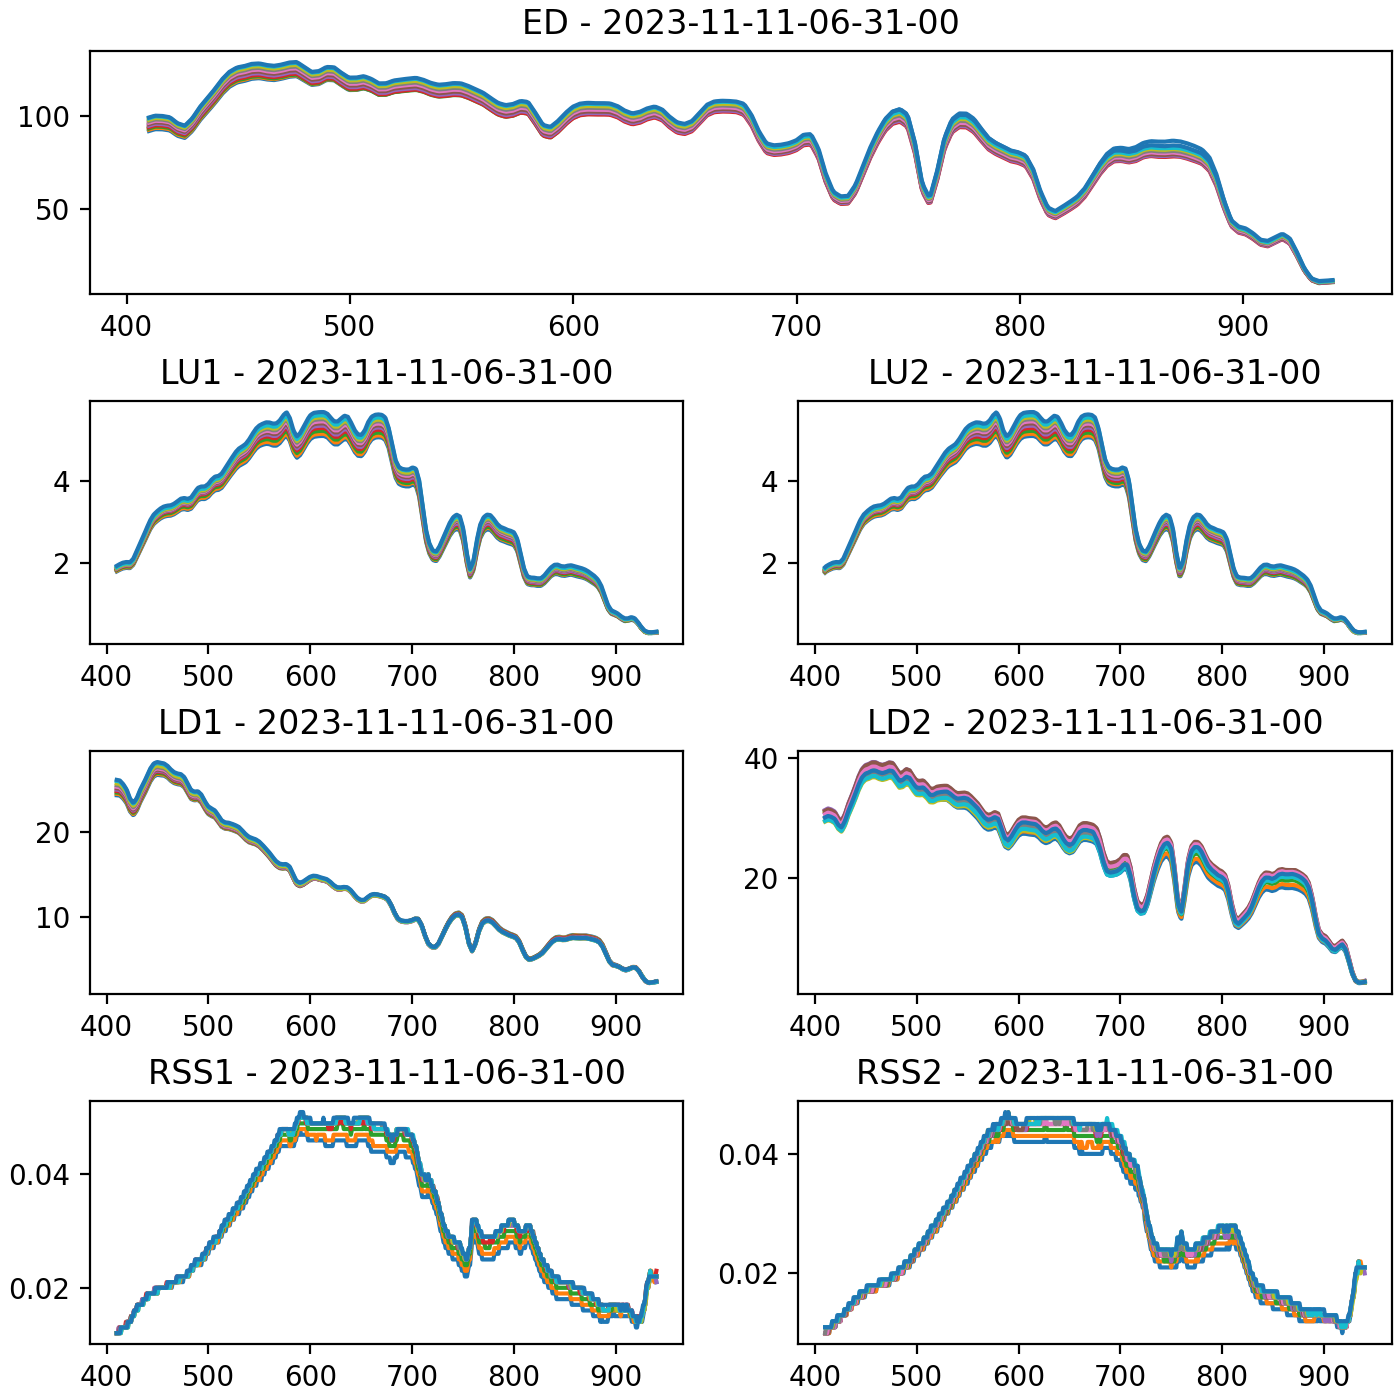 ED - 2023-11-11-06-31-00
100
50
400 500 600 700 800 900
LU1 - 2023-11-11-06-31-00
4
2
400 500 600 700 800 900
LU2 - 2023-11-11-06-31-00
4
2
400 500 600 700 800 900
LD1 - 2023-11-11-06-31-00
20
10
400 500 600 700 800 900
LD2 - 2023-11-11-06-31-00
40
20
400 500 600 700 800 900
RSS1 - 2023-11-11-06-31-00
0.04
0.02
400 500 600 700 800 900
RSS2 - 2023-11-11-06-31-00
0.04
0.02
400 500 600 700 800 900